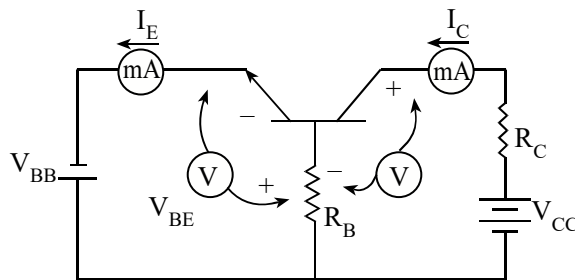 I_E
I_C
mA
mA
− +
V_BB
V
V
+ −
R_C
V_BE
R_B
V_CC